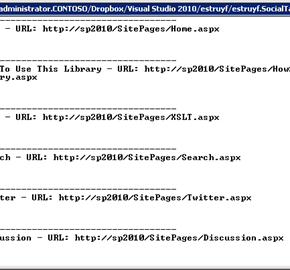 administrator.CONTOSO/Dropbox/Visual Studio 2010/estruyf/estruyf.SocialTa
--------------------------------
- URL: http://sp2010/SitePages/Home.aspx
--------------------------------
To Use This Library - URL: http://sp2010/SitePages/How
ry.aspx
--------------------------------
- URL: http://sp2010/SitePages/XSLT.aspx
--------------------------------
ch - URL: http://sp2010/SitePages/Search.aspx
--------------------------------
ter - URL: http://sp2010/SitePages/Twitter.aspx
--------------------------------
ussion - URL: http://sp2010/SitePages/Discussion.aspx